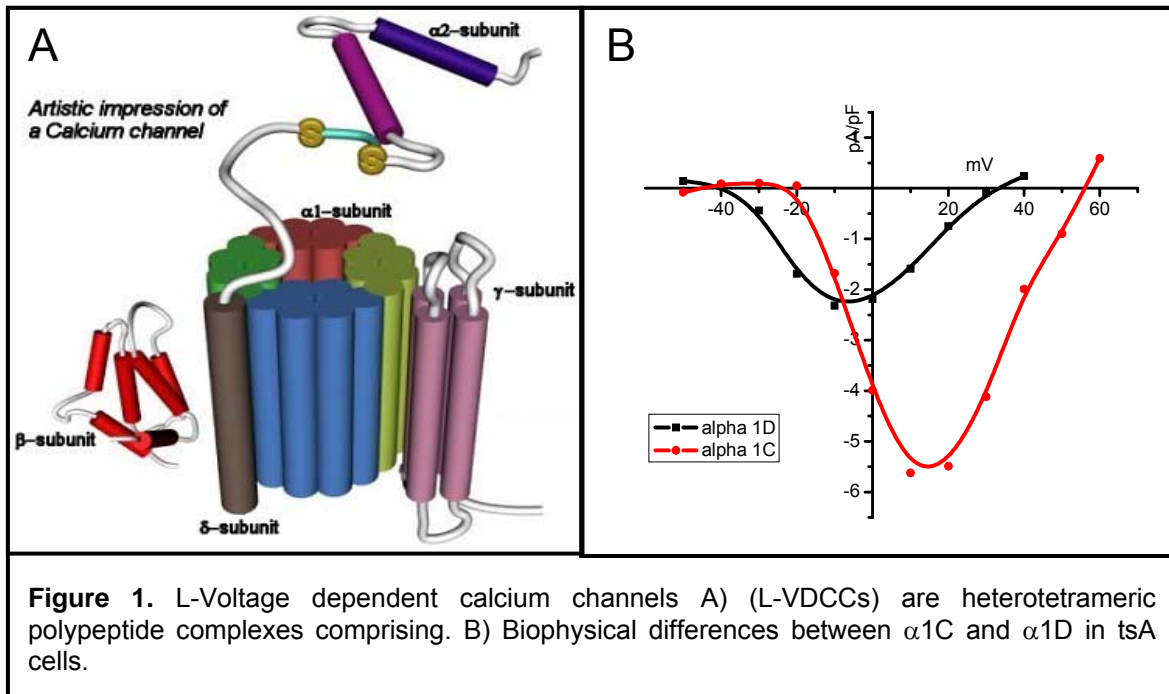 A
α2–subunit
Artistic impression of
a Calcium channel
α1-subunit
γ–subunit
β–subunit
δ–subunit
B
pA/pF
mV
-40 -20 20 40 60
-1
-2
-3
-4
-5
-6
alpha 1D
alpha 1C
Figure 1. L-Voltage dependent calcium channels A) (L-VDCCs) are heterotetrameric
polypeptide complexes comprising. B) Biophysical differences between α1C and α1D in tsA
cells.